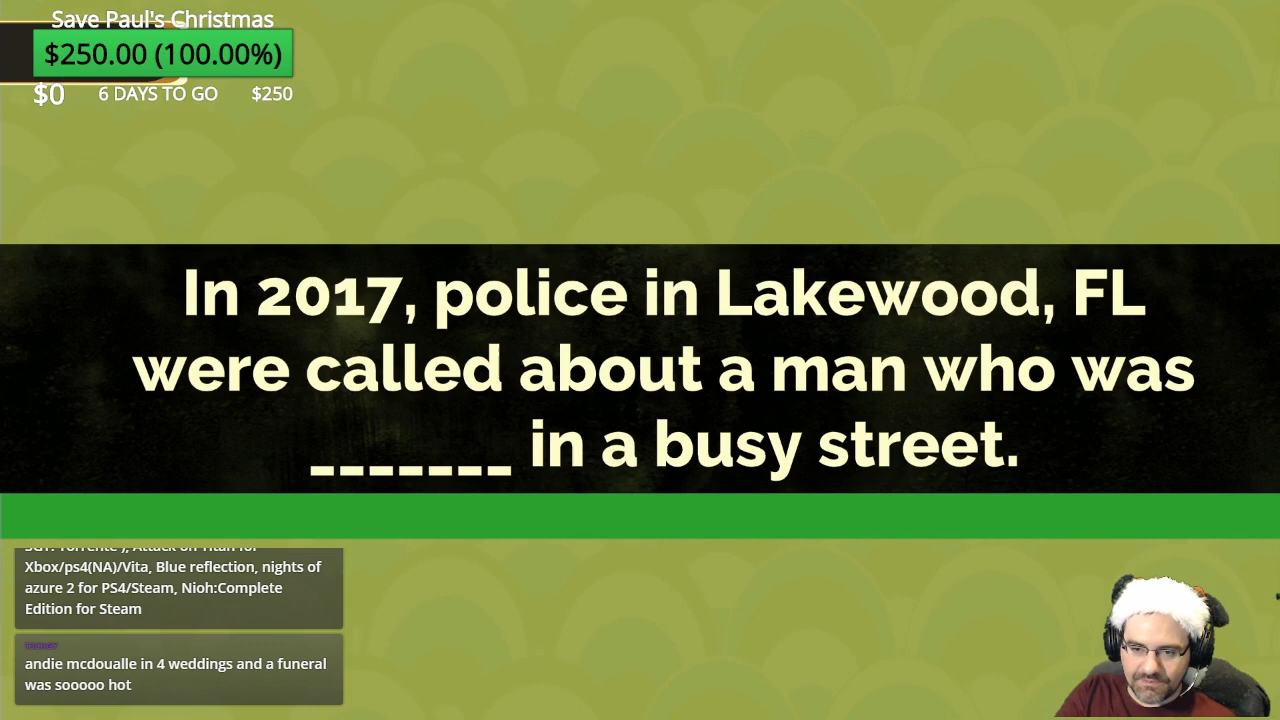 Save Paul's Christmas
$250.00 (100.00%)
$0 6 DAYS TO GO $250
In 2017, police in Lakewood, FL
were called about a man who was
_______ in a busy street.
Xbox/ps4(NA)/Vita, Blue reflection, nights of
azure 2 for PS4/Steam, Nioh:Complete
Edition for Steam
andie mcdoualle in 4 weddings and a funeral
was sooooo hot